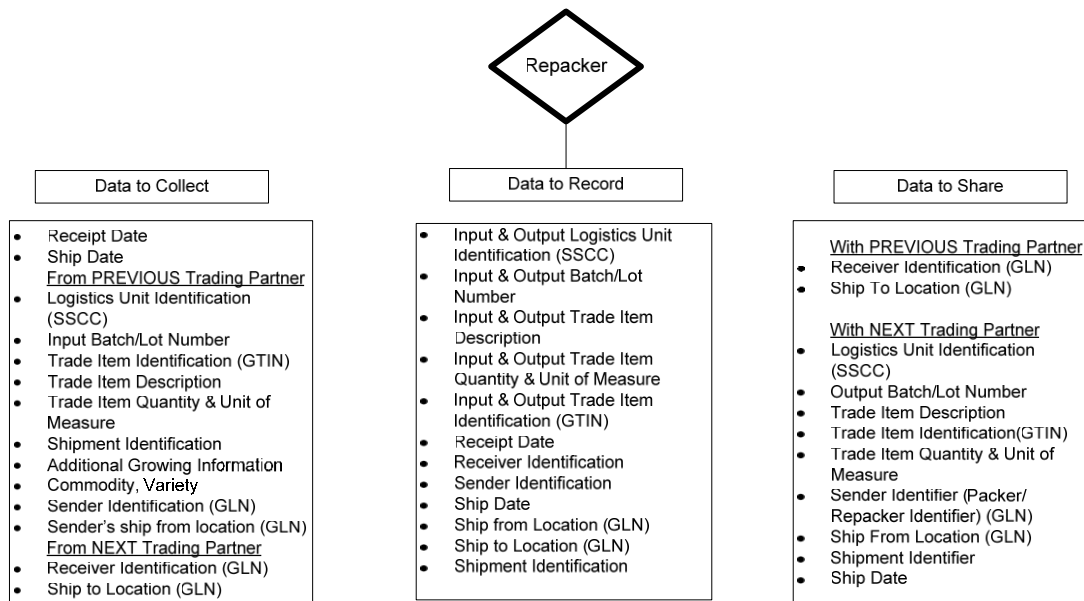 Repacker
Data to Collect
Receipt Date
Ship Date
From PREVIOUS Trading Partner
Logistics Unit Identification
(SSCC)
Input Batch/Lot Number
Trade Item Identification (GTIN)
Trade Item Description
Trade Item Quantity & Unit of
Measure
Shipment Identification
Additional Growing Information
Commodity, Variety
Sender Identification (GLN)
Sender's ship from location (GLN)
From NEXT Trading Partner
Receiver Identification (GLN)
Ship to Location (GLN)
Data to Record
Input & Output Logistics Unit
Identification (SSCC)
Input & Output Batch/Lot
Number
Input & Output Trade Item
Description
Input & Output Trade Item
Quantity & Unit of Measure
Input & Output Trade Item
Identification (GTIN)
Receipt Date
Receiver Identification
Sender Identification
Ship Date
Ship from Location (GLN)
Ship to Location (GLN)
Shipment Identification
Data to Share
With PREVIOUS Trading Partner
Receiver Identification (GLN)
Ship To Location (GLN)
With NEXT Trading Partner
Logistics Unit Identification
(SSCC)
Output Batch/Lot Number
Trade Item Description
Trade Item Identification(GTIN)
Trade Item Quantity & Unit of
Measure
Sender Identifier (Packer/
Repacker Identifier) (GLN)
Ship From Location (GLN)
Shipment Identifier
Ship Date